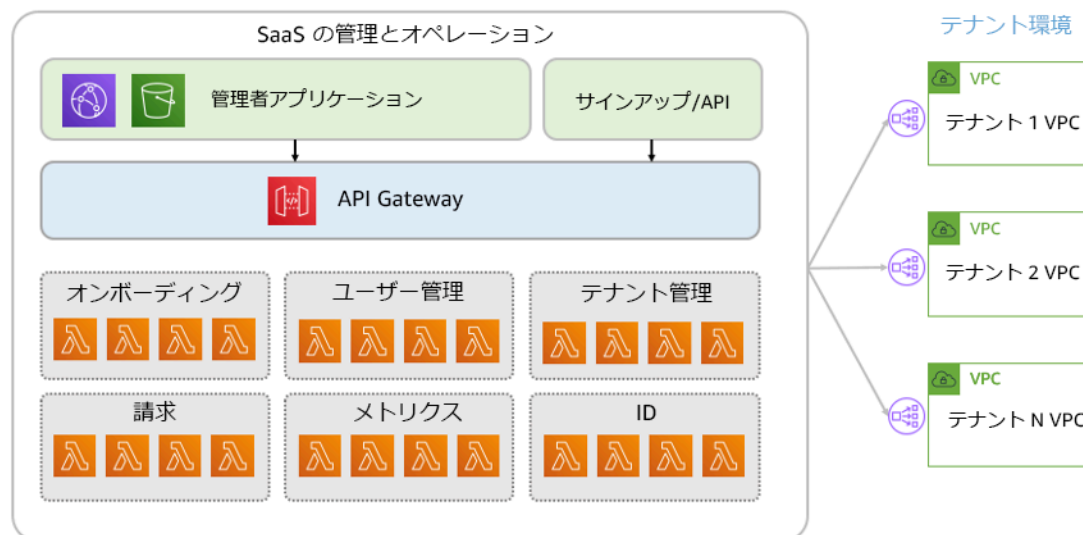 SaaS の管理とオペレーション
テナント環境
管理者アプリケーション
サインアップ/API
API Gateway
オンボーディング
ユーザー管理
テナント管理
請求
メトリクス
ID
VPC
テナント 1 VPC
VPC
テナント 2 VPC
VPC
テナント N VPC